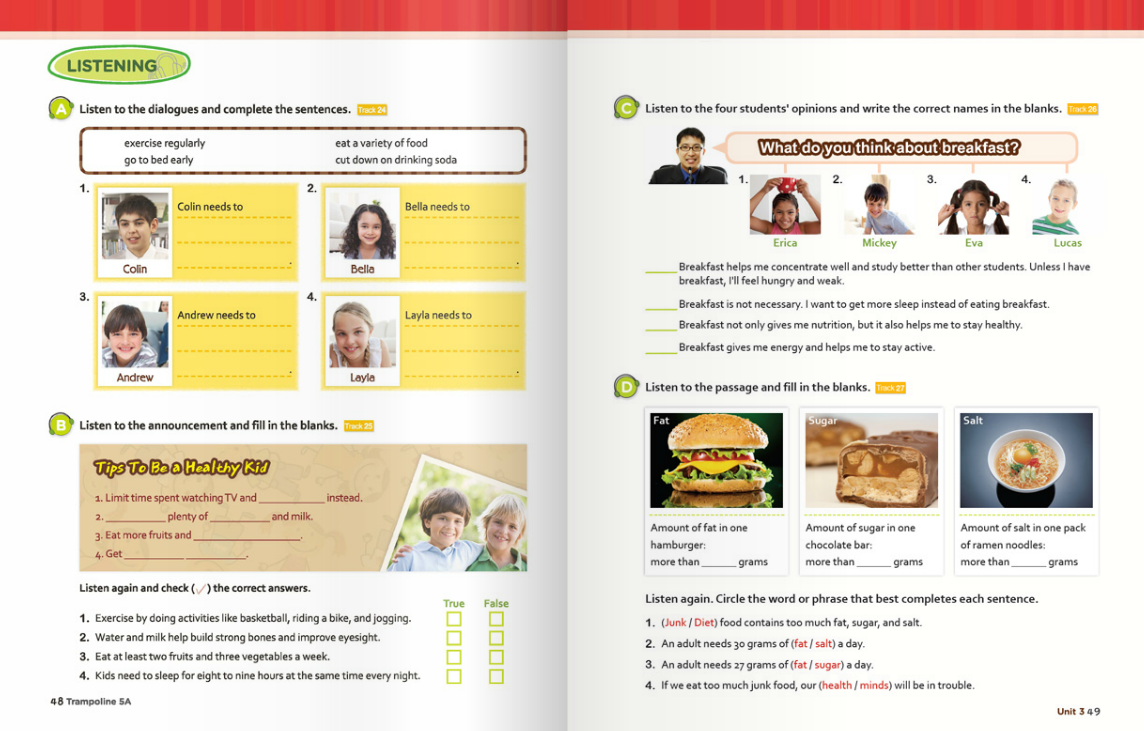 LISTENING
A Listen to the dialogues and complete the sentences. Track 24
exercise regularly eat a variety of food
go to bed early cut down on drinking soda
1. Colin needs to
Colin
2. Bella needs to
Bella
3. Andrew needs to
Andrew
4. Layla needs to
Layla
B Listen to the announcement and fill in the blanks. Track 25
Tips To Be a Healthy Kid
1. Limit time spent watching TV and ____________ instead.
2. ____________ plenty of ____________ and milk.
3. Eat more fruits and ____________________.
4. Get ____________ ____________.
Listen again and check (✓) the correct answers.
True False
1. Exercise by doing activities like basketball, riding a bike, and jogging.
2. Water and milk help build strong bones and improve eyesight.
3. Eat at least two fruits and three vegetables a week.
4. Kids need to sleep for eight to nine hours at the same time every night.
48 Trampoline 5A
C Listen to the four students' opinions and write the correct names in the blanks. Track 26
What do you think about breakfast?
1. 2. 3. 4.
Erica Mickey Eva Lucas
______ Breakfast helps me concentrate well and study better than other students. Unless I have
breakfast, I'll feel hungry and weak.
______ Breakfast is not necessary. I want to get more sleep instead of eating breakfast.
______ Breakfast not only gives me nutrition, but it also helps me to stay healthy.
______ Breakfast gives me energy and helps me to stay active.
D Listen to the passage and fill in the blanks. Track 27
Fat
Amount of fat in one
hamburger:
more than ______ grams
Sugar
Amount of sugar in one
chocolate bar:
more than ______ grams
Salt
Amount of salt in one pack
of ramen noodles:
more than ______ grams
Listen again. Circle the word or phrase that best completes each sentence.
1. (Junk / Diet) food contains too much fat, sugar, and salt.
2. An adult needs 30 grams of (fat / salt) a day.
3. An adult needs 27 grams of (fat / sugar) a day.
4. If we eat too much junk food, our (health / minds) will be in trouble.
Unit 3 49